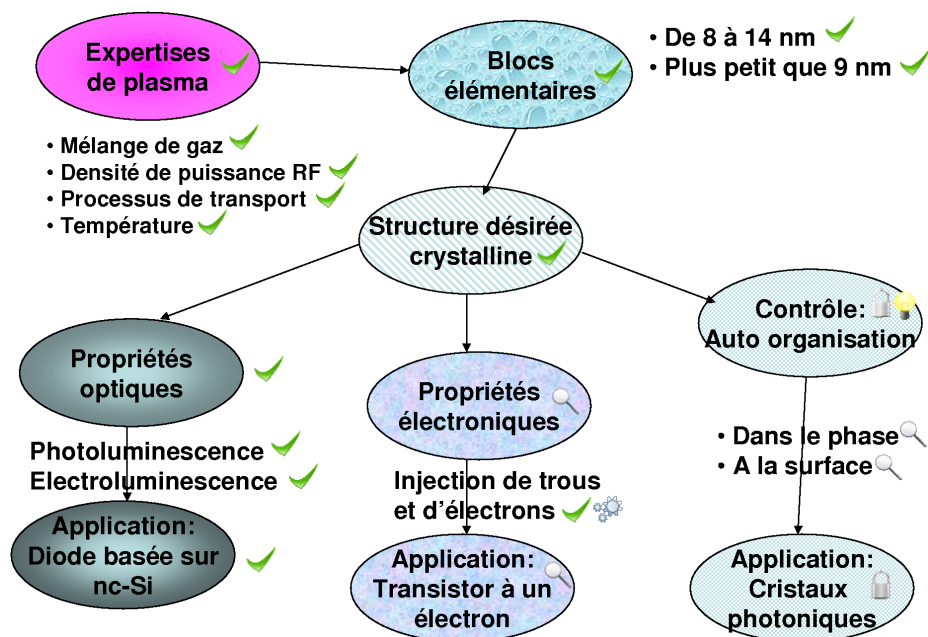 Expertises
de plasma
Blocs
élémentaires
• De 8 à 14 nm
• Plus petit que 9 nm
• Mélange de gaz
• Densité de puissance RF
• Processus de transport
• Température
Structure désirée
crystalline
Propriétés
optiques
Propriétés
électroniques
Contrôle:
Auto organisation
Photoluminescence
Electroluminescence
Injection de trous
et d'électrons
• Dans le phase
• A la surface
Application:
Diode basée sur
nc-Si
Application:
Transistor à un
électron
Application:
Cristaux
photoniques